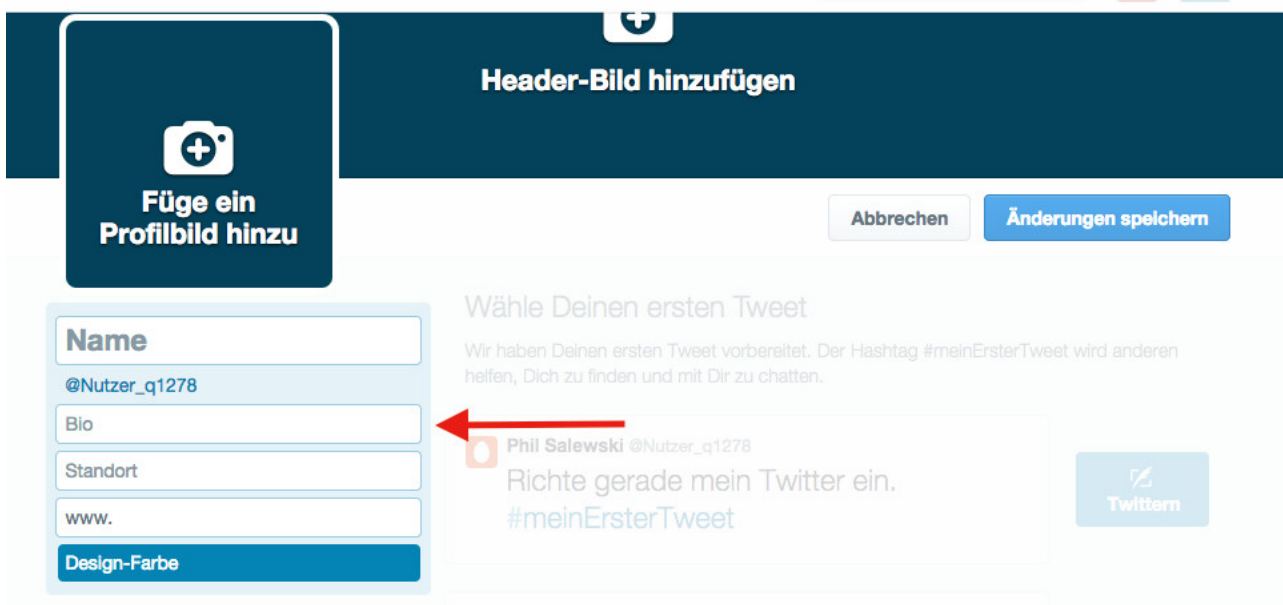 Header-Bild hinzufügen
Füge ein
Profilbild hinzu
Abbrechen
Änderungen speichern
Name
@Nutzer_q1278
Bio
Standort
www.
Design-Farbe
Wähle Deinen ersten Tweet
Wir haben Deinen ersten Tweet vorbereitet. Der Hashtag #meinErsterTweet wird anderen
helfen, Dich zu finden und mit Dir zu chatten.
Phil Salewski @Nutzer_q1278
Richte gerade mein Twitter ein.
#meinErsterTweet
Twittern